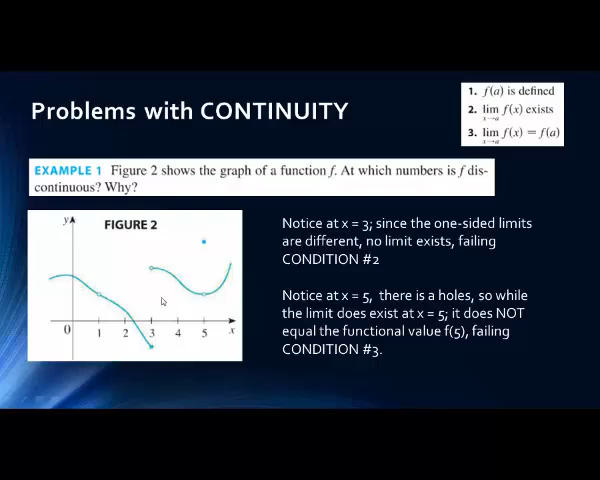 Problems with CONTINUITY
1. f(a) is defined
2. lim f(x) exists
x→a
3. lim f(x) = f(a)
x→a
EXAMPLE 1 Figure 2 shows the graph of a function f. At which numbers is f dis-
continuous? Why?
y
FIGURE 2
0 1 2 3 4 5 x
Notice at x = 3; since the one-sided limits
are different, no limit exists, failing
CONDITION #2
Notice at x = 5, there is a holes, so while
the limit does exist at x = 5; it does NOT
equal the functional value f(5), failing
CONDITION #3.